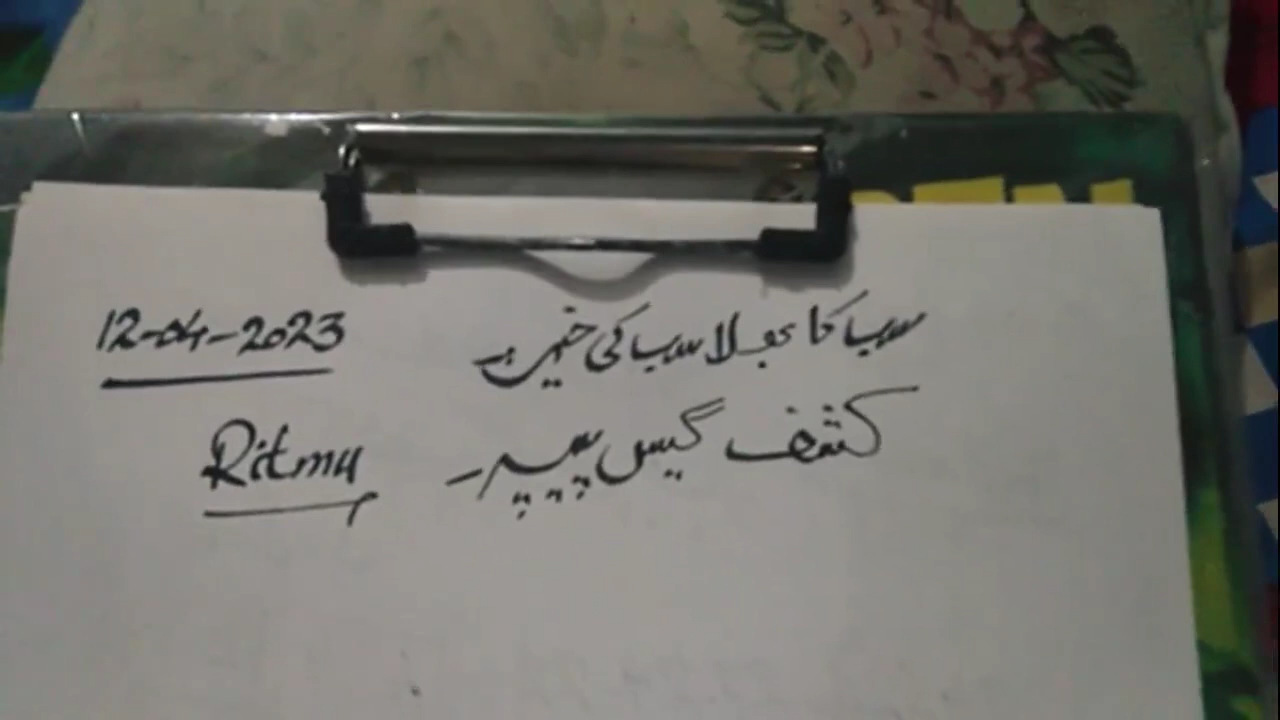 12-04-2023
سب کا بھلا سب کی خیر۔
Ritmu
کشف گیس پیپر۔